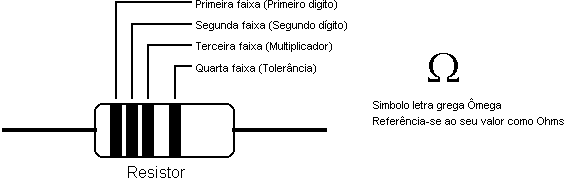 Primeira faixa (Primeiro dígito)
Segunda faixa (Segundo dígito)
Terceira faixa (Multiplicador)
Quarta faixa (Tolerância)
Ω
Simbolo letra grega Ômega
Referência-se ao seu valor como Ohms
Resistor